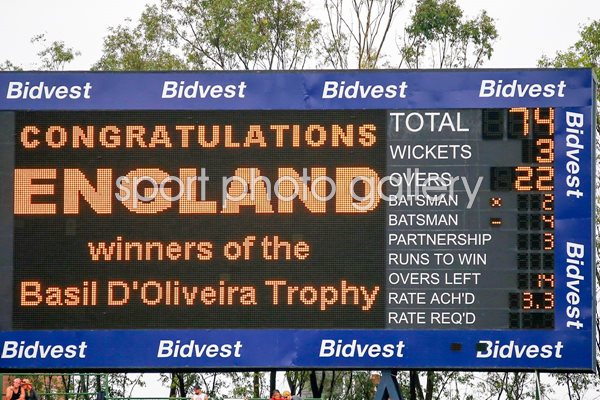 Bidvest Bidvest Bidvest Bidvest
CONGRATULATIONS
ENGLAND
winners of the
Basil D'Oliveira Trophy
TOTAL 74
WICKETS 3
OVERS 22
BATSMAN x 2
BATSMAN - 4
PARTNERSHIP 3
RUNS TO WIN
OVERS LEFT 14
RATE ACH'D 3.3
RATE REQ'D
Bidvest
Bidvest
Bidvest Bidvest Bidvest Bidvest
sport photo gallery